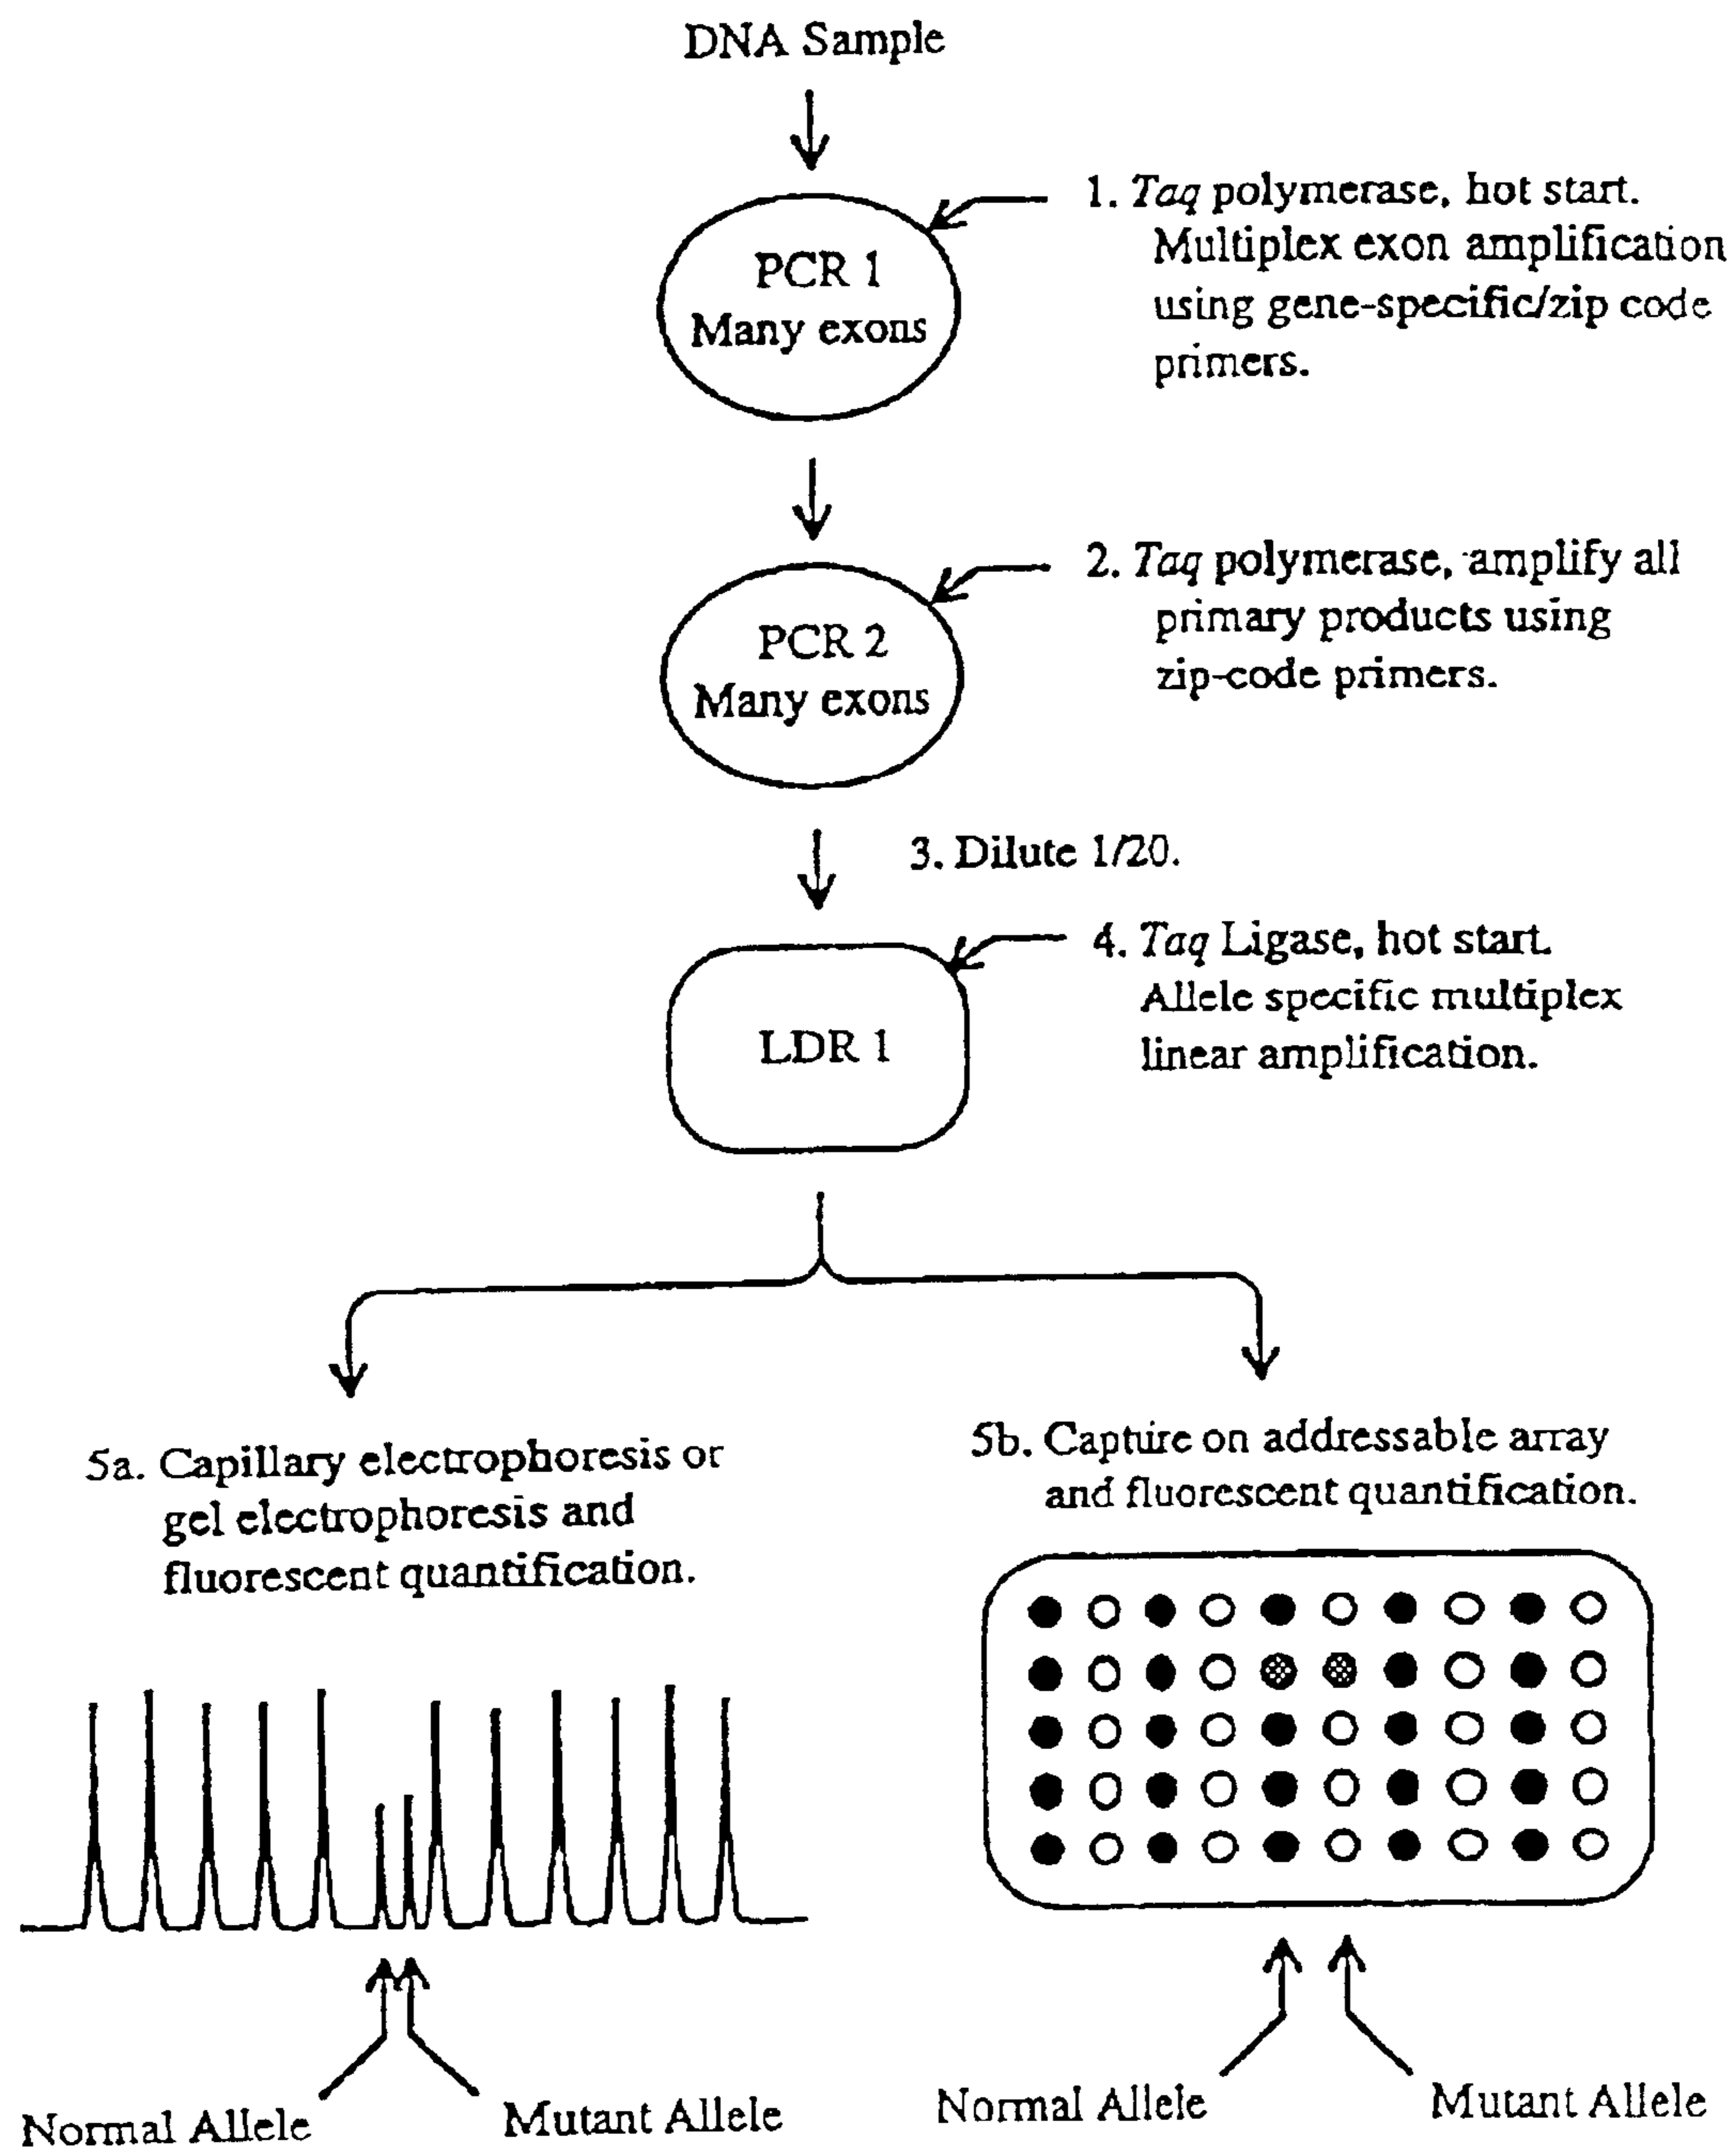 DNA Sample
1. Taq polymerase, hot start.
Multiplex exon amplification
using gene-specific/zip code
primers.
PCR 1
Many exons
2. Taq polymerase, amplify all
primary products using
zip-code primers.
PCR 2
Many exons
3. Dilute 1/20.
4. Taq Ligase, hot start.
Allele specific multiplex
linear amplification.
LDR 1
5a. Capillary electrophoresis or
gel electrophoresis and
fluorescent quantification.
5b. Capture on addressable array
and fluorescent quantification.
Normal Allele
Mutant Allele
Normal Allele
Mutant Allele